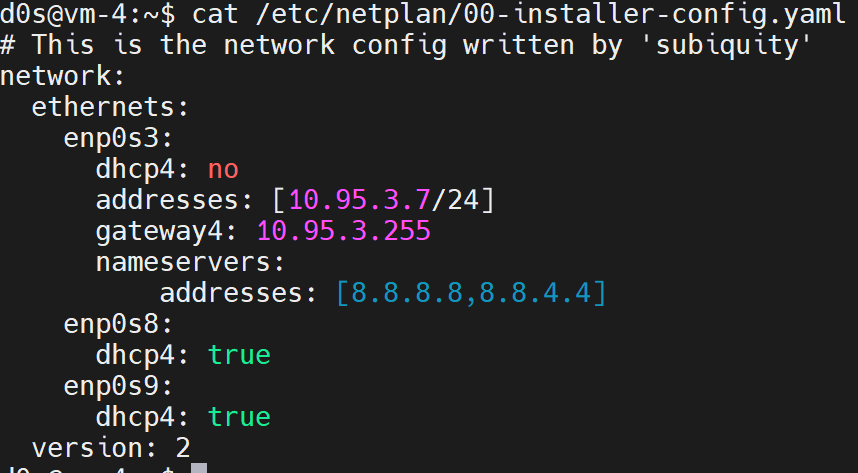 d0s@vm-4:~$ cat /etc/netplan/00-installer-config.yaml
# This is the network config written by 'subiquity'
network:
  ethernets:
    enp0s3:
      dhcp4: no
      addresses: [10.95.3.7/24]
      gateway4: 10.95.3.255
      nameservers:
          addresses: [8.8.8.8,8.8.4.4]
    enp0s8:
      dhcp4: true
    enp0s9:
      dhcp4: true
  version: 2